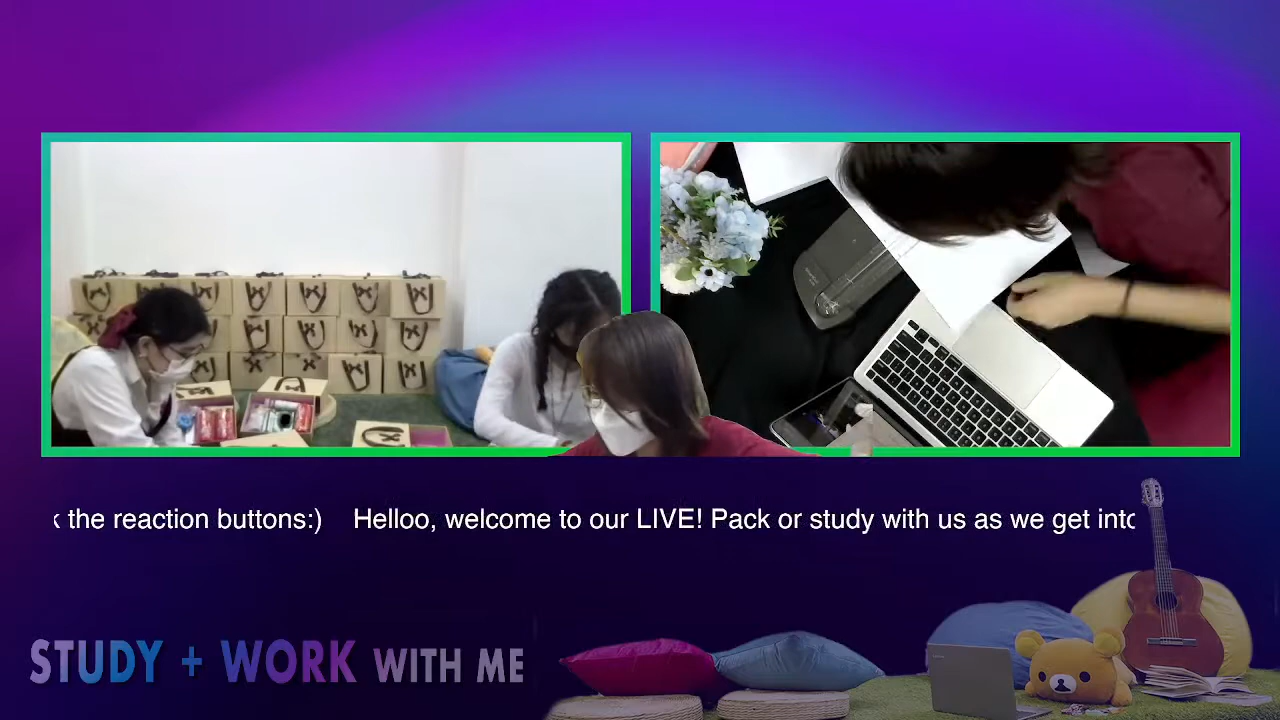 the reaction buttons:) Helloo, welcome to our LIVE! Pack or study with us as we get into
STUDY + WORK WITH ME